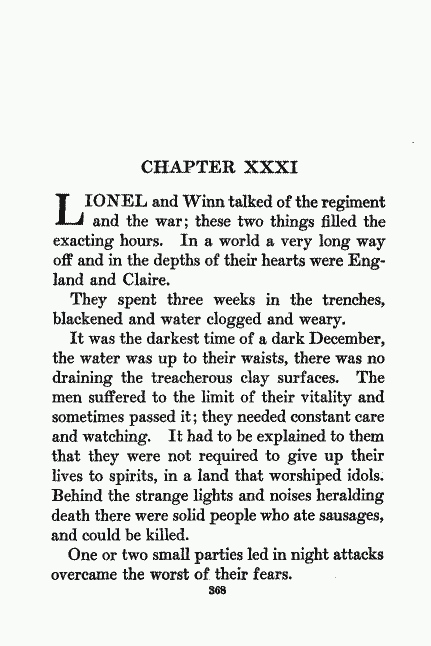 CHAPTER XXXI
LIONEL and Winn talked of the regiment
and the war; these two things filled the
exacting hours. In a world a very long way
off and in the depths of their hearts were Eng-
land and Claire.
They spent three weeks in the trenches,
blackened and water clogged and weary.
It was the darkest time of a dark December,
the water was up to their waists, there was no
draining the treacherous clay surfaces. The
men suffered to the limit of their vitality and
sometimes passed it; they needed constant care
and watching. It had to be explained to them
that they were not required to give up their
lives to spirits, in a land that worshiped idols.
Behind the strange lights and noises heralding
death there were solid people who ate sausages,
and could be killed.
One or two small parties led in night attacks
overcame the worst of their fears.
368